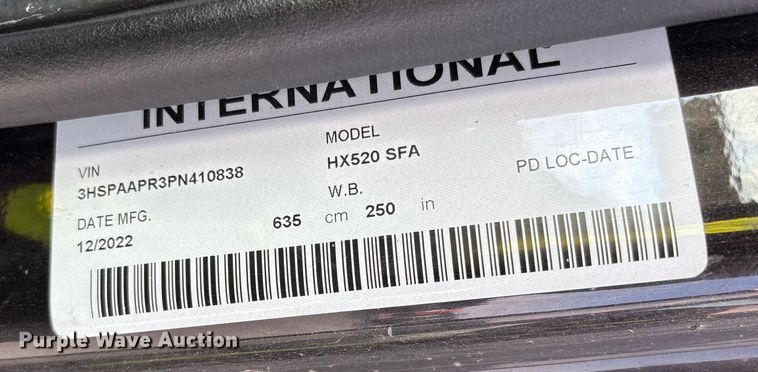 INTERNATIONAL
VIN
3HSPAAPR3PN410838
MODEL
HX520 SFA
PD LOC-DATE
DATE MFG.
12/2022
W.B.
635 cm 250 in
Purple Wave Auction